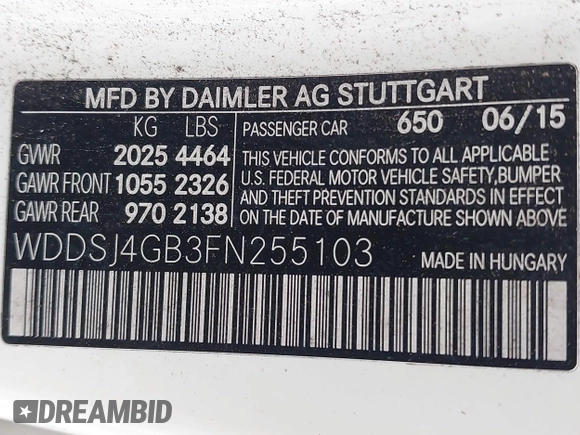 MFD BY DAIMLER AG STUTTGART
KG LBS PASSENGER CAR 650 06/15
GVWR 2025 4464 THIS VEHICLE CONFORMS TO ALL APPLICABLE
GAWR FRONT 1055 2326 U.S. FEDERAL MOTOR VEHICLE SAFETY, BUMPER
AND THEFT PREVENTION STANDARDS IN EFFECT
GAWR REAR 970 2138 ON THE DATE OF MANUFACTURE SHOWN ABOVE.
WDDSJ4GB3FN255103 MADE IN HUNGARY
DREAMBID